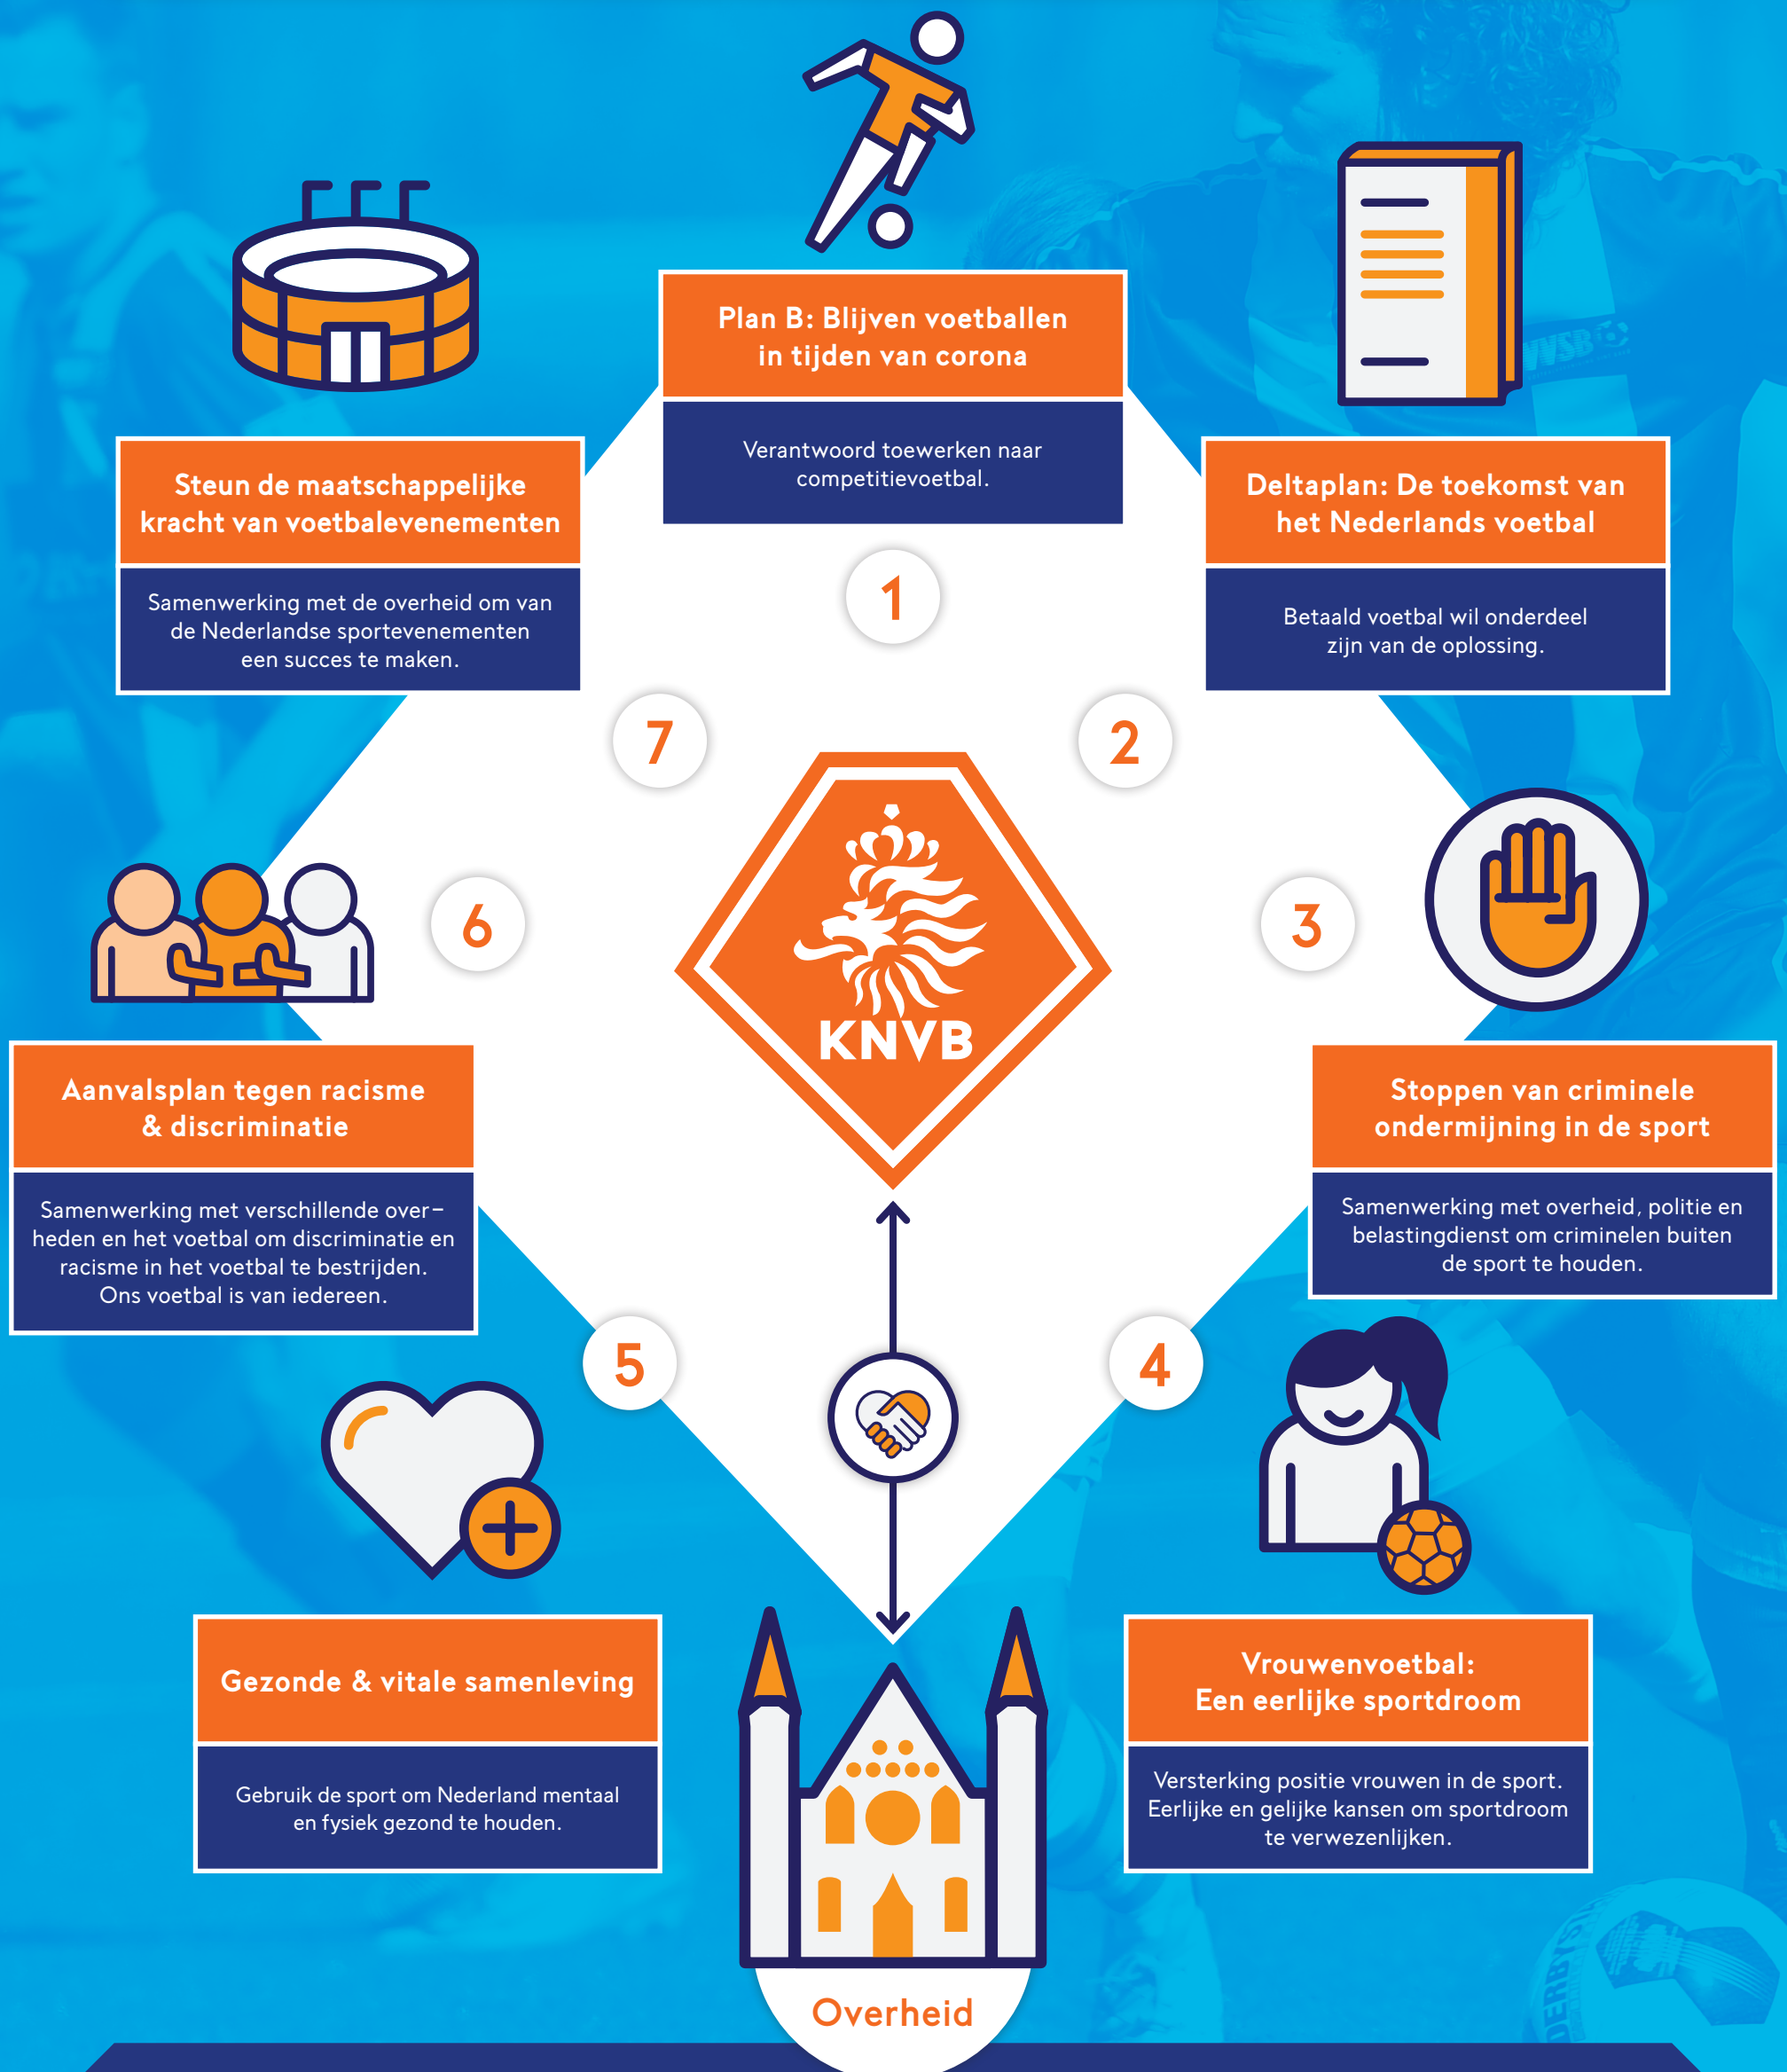 Plan B: Blijven voetballen
in tijden van corona
Verantwoord toewerken naar
competitievoetbal.
1
Deltaplan: De toekomst van
het Nederlands voetbal
Betaald voetbal wil onderdeel
zijn van de oplossing.
2
Stoppen van criminele
ondermijning in de sport
Samenwerking met overheid, politie en
belastingdienst om criminelen buiten
de sport te houden.
3
Vrouwenvoetbal:
Een eerlijke sportdroom
Versterking positie vrouwen in de sport.
Eerlijke en gelijke kansen om sportdroom
te verwezenlijken.
4
Gezonde & vitale samenleving
Gebruik de sport om Nederland mentaal
en fysiek gezond te houden.
5
Aanvalsplan tegen racisme
& discriminatie
Samenwerking met verschillende over-
heden en het voetbal om discriminatie en
racisme in het voetbal te bestrijden.
Ons voetbal is van iedereen.
6
Steun de maatschappelijke
kracht van voetbalevenementen
Samenwerking met de overheid om van
de Nederlandse sportevenementen
een succes te maken.
7
KNVB
Overheid
VVSB